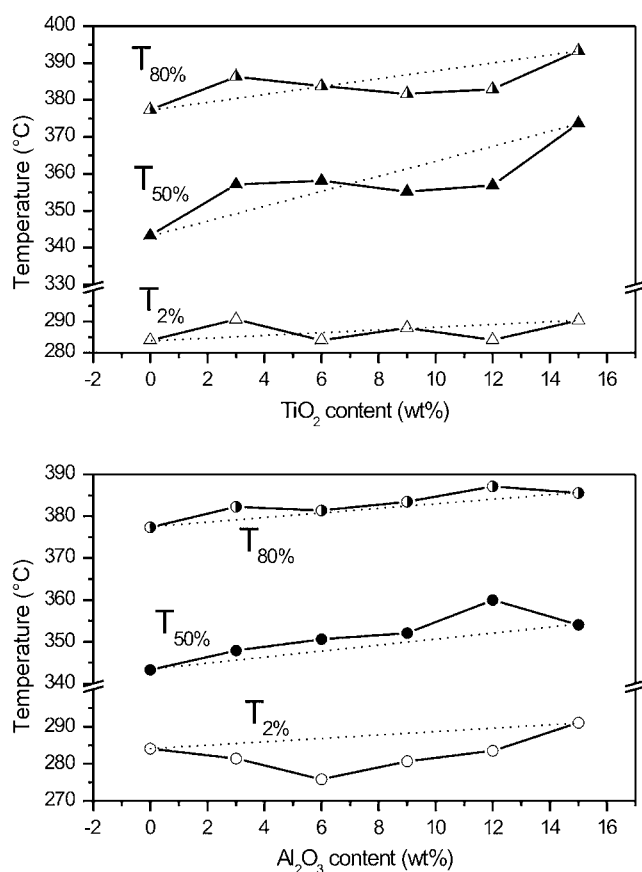 400
390
T80%
380
370
T50%
360
350
340
330
T2%
290
280
-2 0 2 4 6 8 10 12 14 16
Temperature (°C)
TiO2 content (wt%)
390
380
T80%
370
360
T50%
350
340
T2%
290
280
270
-2 0 2 4 6 8 10 12 14 16
Temperature (°C)
Al2O3 content (wt%)